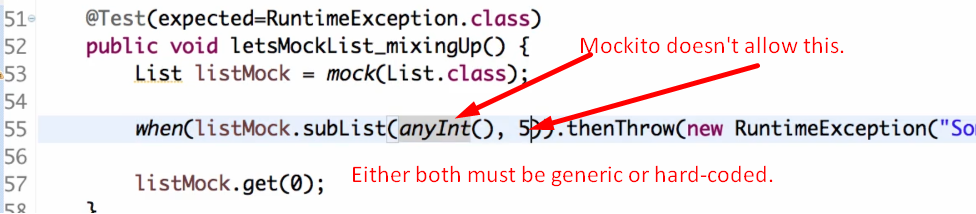 51 @Test(expected=RuntimeException.class)
52 public void letsMockList_mixingUp() { Mockito doesn't allow this.
53 List listMock = mock(List.class);
54
55 when(listMock.subList(anyInt(), 5)).thenThrow(new RuntimeException("So
56
57 listMock.get(0); Either both must be generic or hard-coded.
58 }